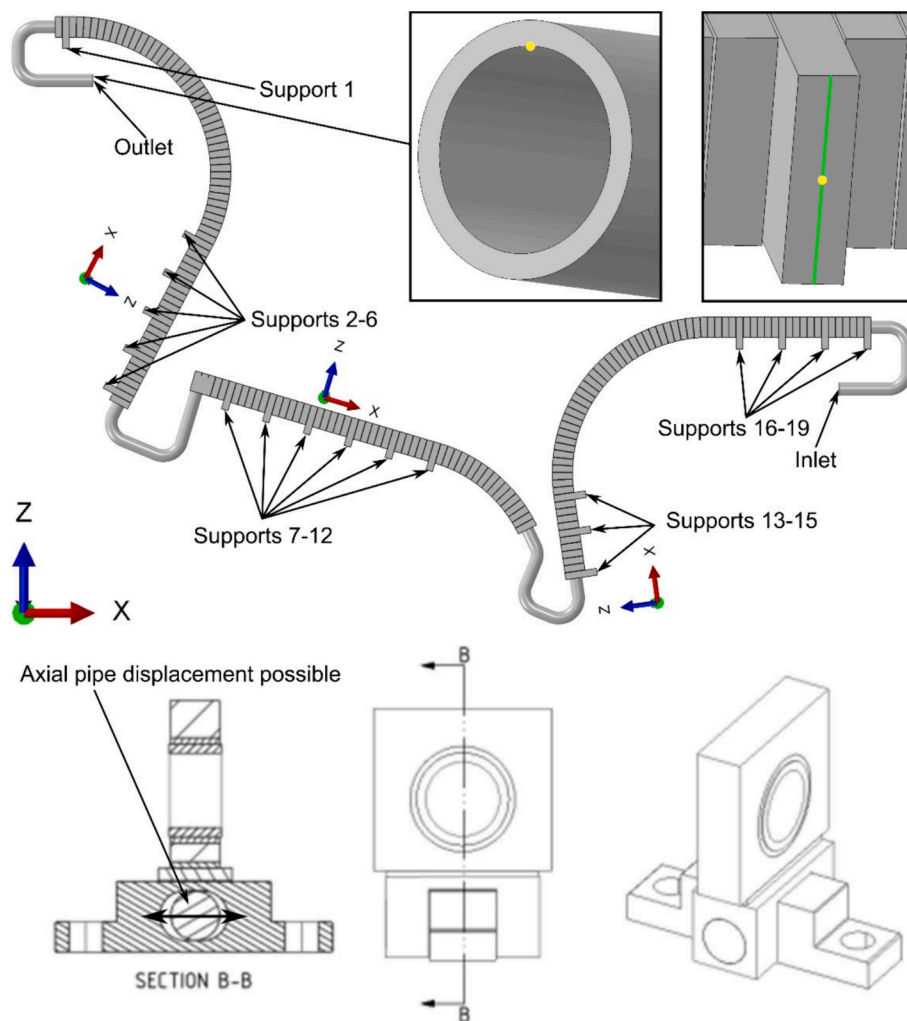 Support 1
Outlet
X
Z
Supports 2-6
Z
X
Supports 7-12
Supports 16-19
Inlet
Supports 13-15
X
Z
Z
X
Axial pipe displacement possible
B
SECTION B-B
B